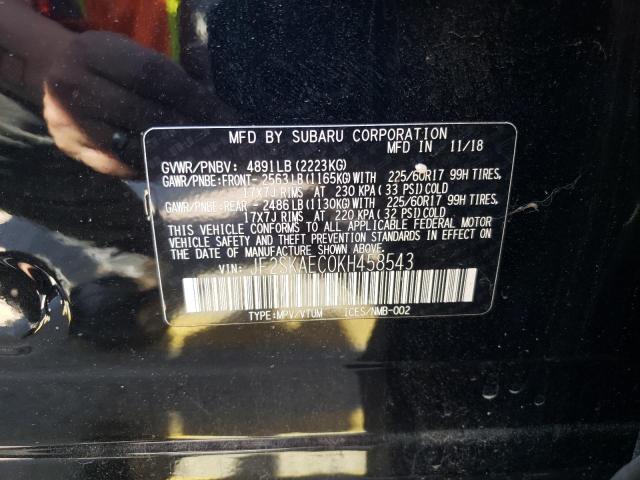 MFD BY SUBARU CORPORATION
MFD IN 11/18
GVWR/PNBV: 4891LB(2223KG)
GAWR/PNBE:FRONT-2563LB(1165KG)WITH 225/60R17 99H TIRES,
17X7J RIMS AT 230 KPA(33 PSI)COLD
GAWR/PNBE:REAR -2486LB(1130KG)WITH 225/60R17 99H TIRES,
17X7J RIMS AT 220 KPA(32 PSI)COLD
THIS VEHICLE CONFORMS TO ALL APPLICABLE FEDERAL MOTOR
VEHICLE SAFETY AND THEFT PREVENTION STANDARDS IN EFFECT ON
THE DATE OF MANUFACTURE SHOWN ABOVE.
VIN: JF2SKAEC0KH458543
TYPE:MPV/VTUM ICES/NMB-002